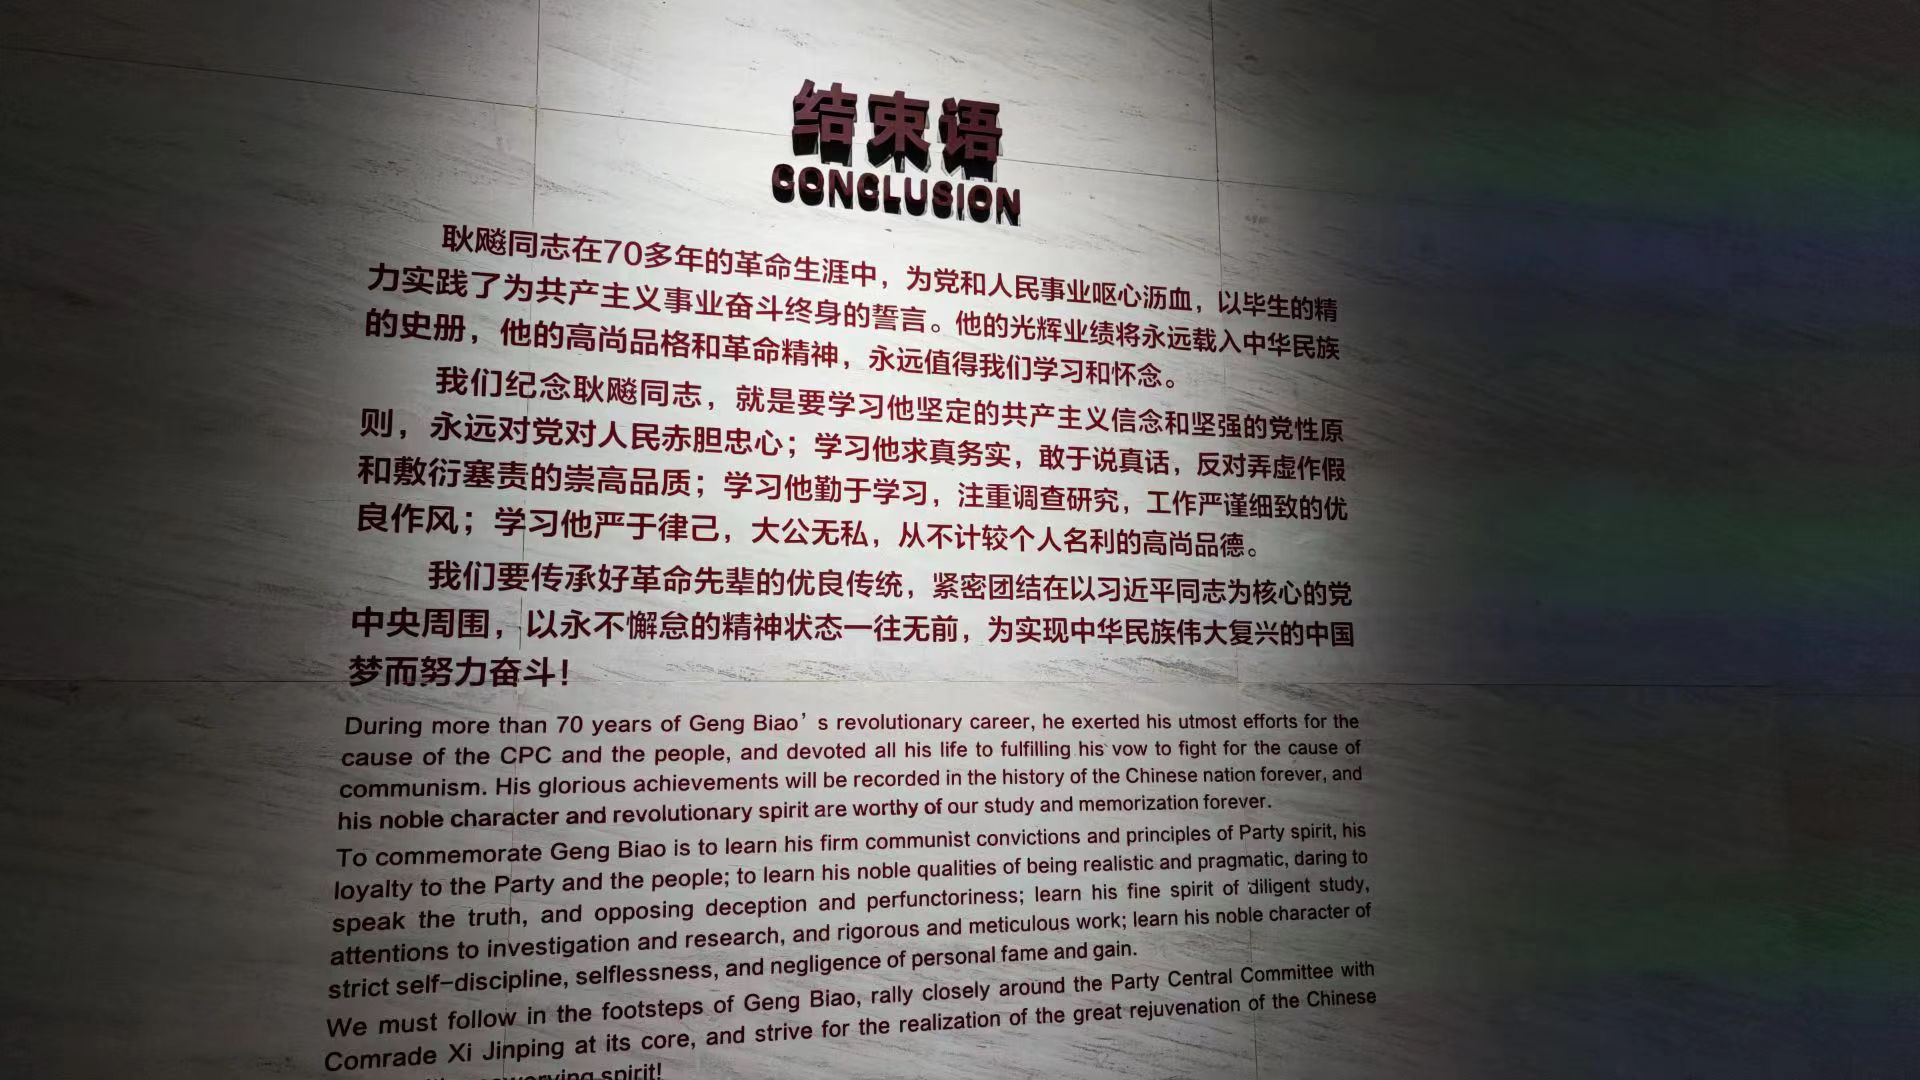 结束语
CONCLUSION
耿飚同志在70多年的革命生涯中，为党和人民事业呕心沥血，以毕生的精
力实践了为共产主义事业奋斗终身的誓言。他的光辉业绩将永远载入中华民族
的史册，他的高尚品格和革命精神，永远值得我们学习和怀念。
我们纪念耿飚同志，就是要学习他坚定的共产主义信念和坚强的党性原
则，永远对党对人民赤胆忠心；学习他求真务实，敢于说真话，反对弄虚作假
和敷衍塞责的崇高品质；学习他勤于学习，注重调查研究，工作严谨细致的优
良作风；学习他严于律己，大公无私，从不计较个人名利的高尚品德。
我们要传承好革命先辈的优良传统，紧密团结在以习近平同志为核心的党
中央周围，以永不懈怠的精神状态一往无前，为实现中华民族伟大复兴的中国
梦而努力奋斗！
During more than 70 years of Geng Biao's revolutionary career, he exerted his utmost efforts for the
cause of the CPC and the people, and devoted all his life to fulfilling his vow to fight for the cause of
communism. His glorious achievements will be recorded in the history of the Chinese nation forever, and
his noble character and revolutionary spirit are worthy of our study and memorization forever.
To commemorate Geng Biao is to learn his firm communist convictions and principles of Party spirit, his
loyalty to the Party and the people; to learn his noble qualities of being realistic and pragmatic, daring to
speak the truth, and opposing deception and perfunctoriness; learn his fine spirit of diligent study,
attentions to investigation and research, and rigorous and meticulous work; learn his noble character of
strict self-discipline, selflessness, and negligence of personal fame and gain.
We must follow in the footsteps of Geng Biao, rally closely around the Party Central Committee with
Comrade Xi Jinping at its core, and strive for the realization of the great rejuvenation of the Chinese
spirit!